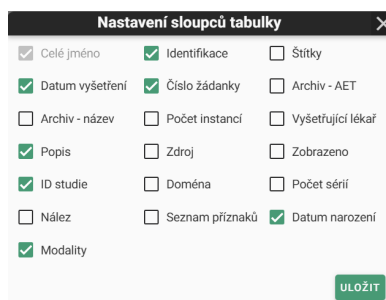 Nastavení sloupců tabulky
Celé jméno Identifikace Štítky
Datum vyšetření Číslo žádanky Archiv - AET
Archiv - název Počet instancí Vyšetřující lékař
Popis Zdroj Zobrazeno
ID studie Doména Počet sérií
Nález Seznam příznaků Datum narození
Modality
ULOŽIT